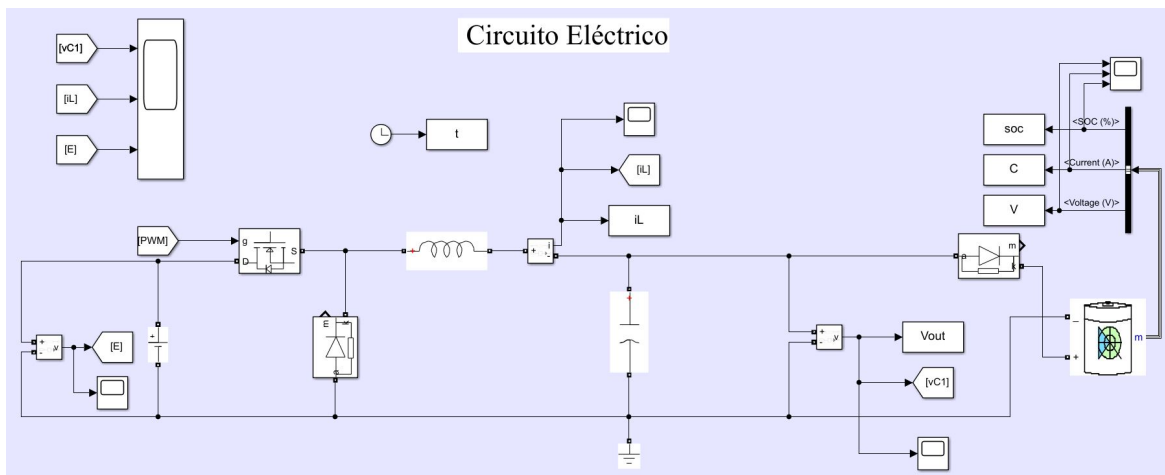 Circuito Eléctrico
[vC1]
[iL]
[E]
t
[iL]
iL
soc
<SOC (%)>
C
<Current (A)>
V
<Voltage (V)>
[PWM]
g
D
S
+
+
i
-
a
m
k
m
k
a
+
+
-
v
[E]
+
+
-
v
Vout
[vC1]
–
+
m